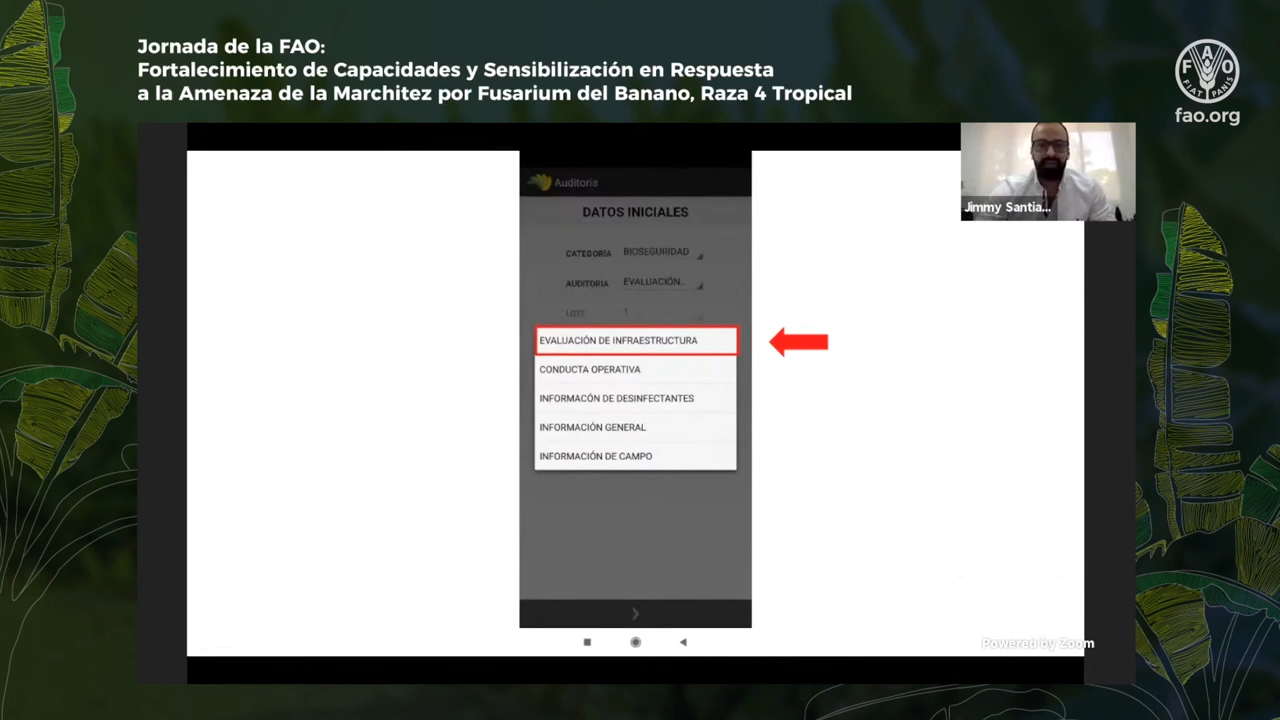 Jornada de la FAO:
Fortalecimiento de Capacidades y Sensibilización en Respuesta
a la Amenaza de la Marchitez por Fusarium del Banano, Raza 4 Tropical
FAO
FIAT PANIS
fao.org
Jimmy Santia...
Auditoria
DATOS INICIALES
CATEGORÍA BIOSEGURIDAD
AUDITORIA EVALUACIÓN..
LOTE 1
EVALUACIÓN DE INFRAESTRUCTURA
CONDUCTA OPERATIVA
INFORMACÓN DE DESINFECTANTES
INFORMACIÓN GENERAL
INFORMACIÓN DE CAMPO
Powered by Zoom